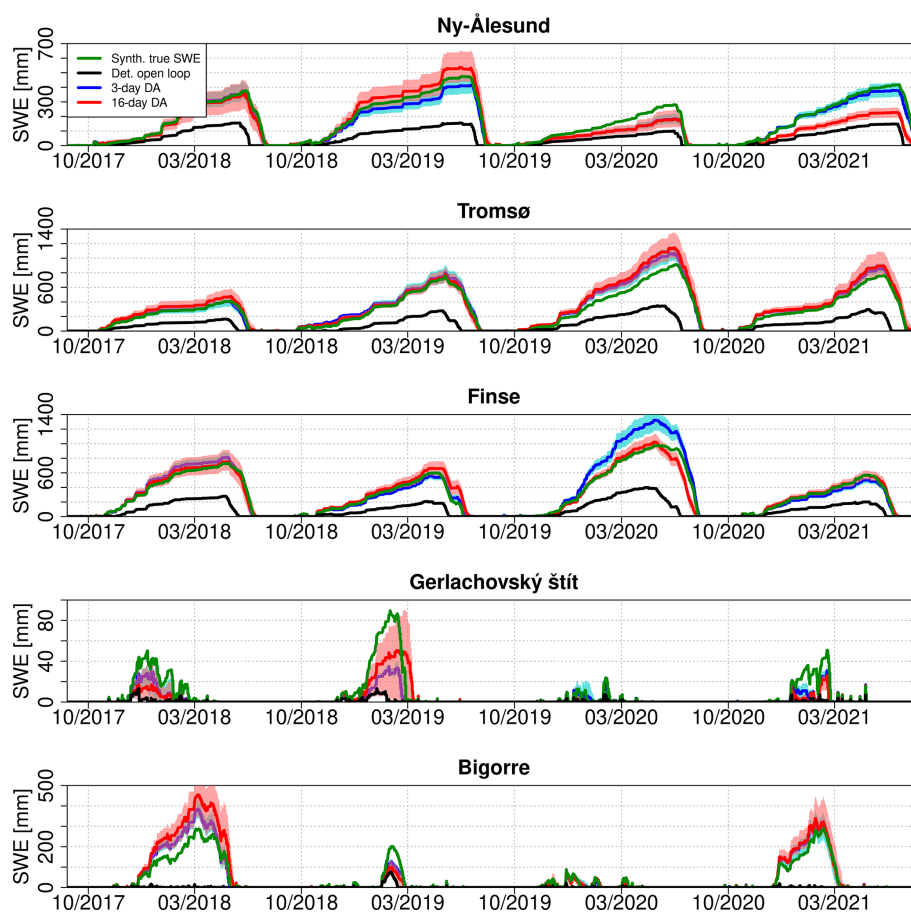 Ny-Ålesund
SWE [mm]
700
300
0
Synth. true SWE
Det. open loop
3-day DA
16-day DA
10/2017 03/2018 10/2018 03/2019 10/2019 03/2020 10/2020 03/2021
Tromsø
SWE [mm]
1400
600
0
10/2017 03/2018 10/2018 03/2019 10/2019 03/2020 10/2020 03/2021
Finse
SWE [mm]
1400
600
0
10/2017 03/2018 10/2018 03/2019 10/2019 03/2020 10/2020 03/2021
Gerlachovský štít
SWE [mm]
80
40
0
10/2017 03/2018 10/2018 03/2019 10/2019 03/2020 10/2020 03/2021
Bigorre
SWE [mm]
500
200
0
10/2017 03/2018 10/2018 03/2019 10/2019 03/2020 10/2020 03/2021